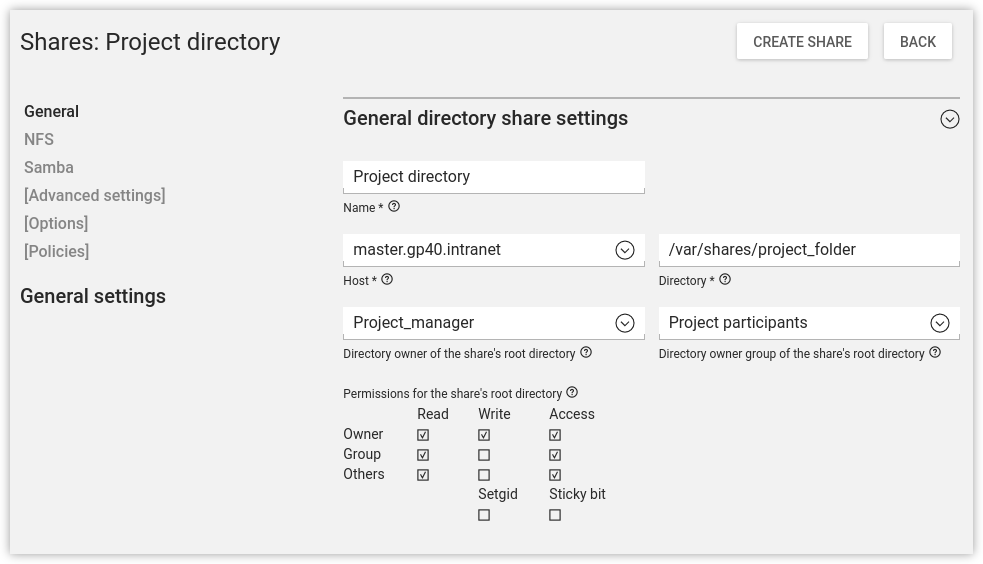 Shares: Project directory
CREATE SHARE
BACK
General
NFS
Samba
[Advanced settings]
[Options]
[Policies]
General settings
General directory share settings
Project directory
Name *
master.gp40.intranet
/var/shares/project_folder
Host *
Directory *
Project_manager
Project participants
Directory owner of the share's root directory
Directory owner group of the share's root directory
Permissions for the share's root directory
Read Write Access
Owner
Group
Others
Setgid Sticky bit